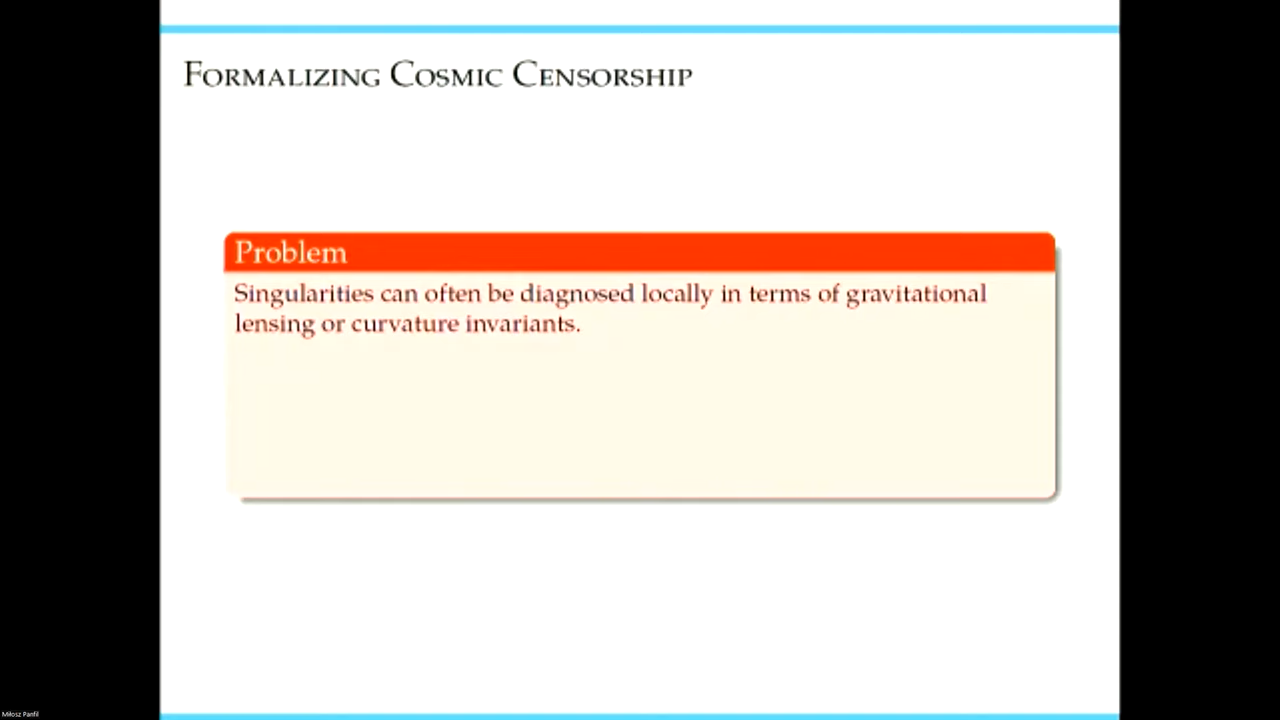 FORMALIZING COSMIC CENSORSHIP
Problem
Singularities can often be diagnosed locally in terms of gravitational
lensing or curvature invariants.
Miłosz Panfil